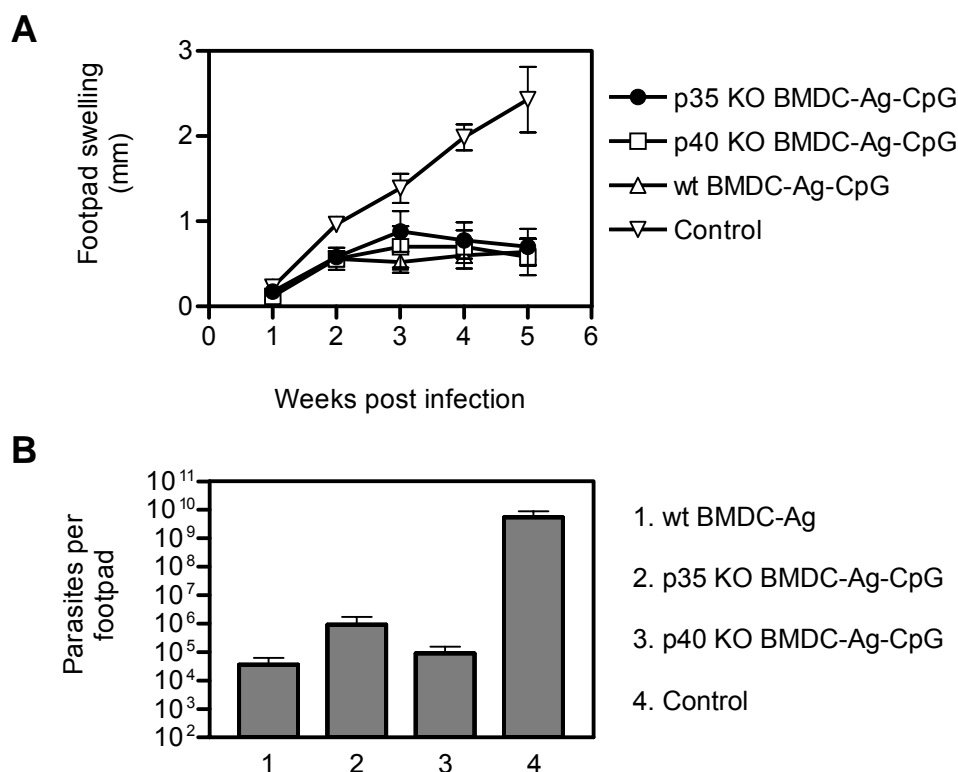 A
Footpad swelling
(mm)
3
2
1
0
0 1 2 3 4 5 6
Weeks post infection
p35 KO BMDC-Ag-CpG
p40 KO BMDC-Ag-CpG
wt BMDC-Ag-CpG
Control
B
Parasites per
footpad
10¹¹
10¹⁰
10⁹
10⁸
10⁷
10⁶
10⁵
10⁴
10³
10²
1 2 3 4
1. wt BMDC-Ag
2. p35 KO BMDC-Ag-CpG
3. p40 KO BMDC-Ag-CpG
4. Control